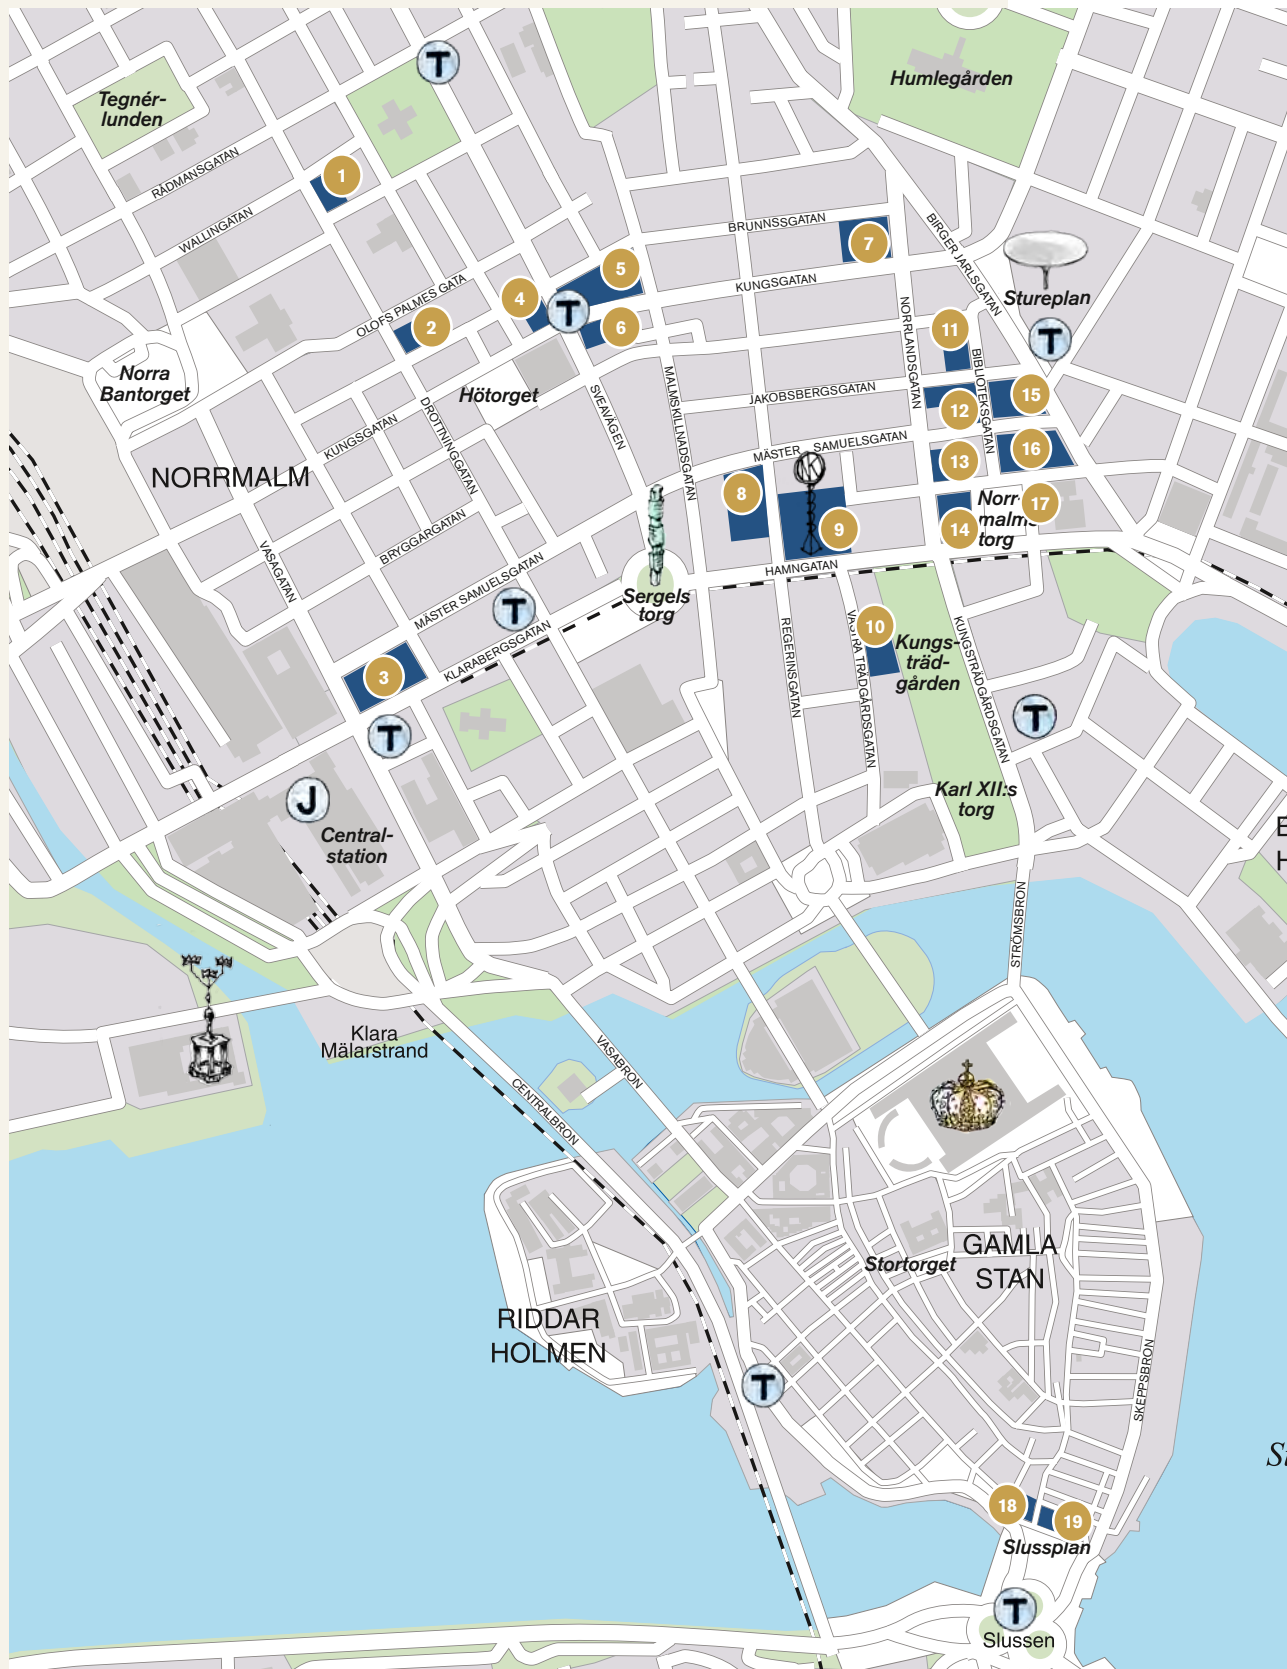 T
Humlegården
Tegnér-
lunden
RÅDMANSGATAN
1
WALLINGATAN
BRUNNSSGATAN
BIRGER JARLSGATAN
7
5
4
T
OLOFS PALMES GATA
KUNGSGATAN
Stureplan
2
6
NORRLANDSGATAN
11
T
Norra
Bantorget
Hötorget
SVEAVÄGEN
MALMSKILLNADSGATAN
JAKOBSBERGSGATAN
BIBLIOTEKSGATAN
15
12
DROTTNINGGATAN
KUNGSGATAN
MÄSTER SAMUELSGATAN
16
13
NORRMALM
NK
8
9
17
Norr-
malms
torg
14
BRYGGARGATAN
VASAGATAN
MÄSTER SAMUELSGATAN
HAMNGATAN
Sergels
torg
T
KLARABERGSGATAN
REGERINGSGATAN
VÄSTRA TRÄDGÅRDSGATAN
10
Kungs-
träd-
gården
KUNGSTRÄDGÅRDSGATAN
3
T
T
J
Karl XII:s
torg
Central-
station
E
H
STRÖMSBRON
Klara
Mälarstrand
VASABRON
CENTRALBRON
GAMLA
STAN
Stortorget
RIDDAR
HOLMEN
SKEPPSBRON
T
18
19
Slussplan
T
Slussen